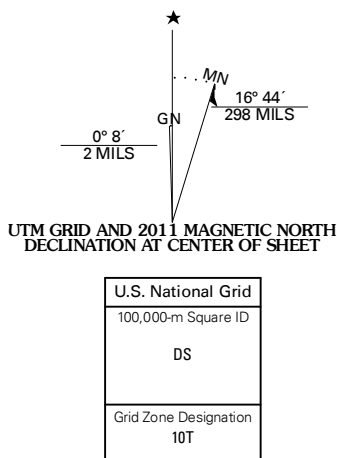 ★
MN
16° 44´
298 MILS
GN
0° 8´
2 MILS
UTM GRID AND 2011 MAGNETIC NORTH
DECLINATION AT CENTER OF SHEET
U.S. National Grid
100,000-m Square ID
DS
Grid Zone Designation
10T